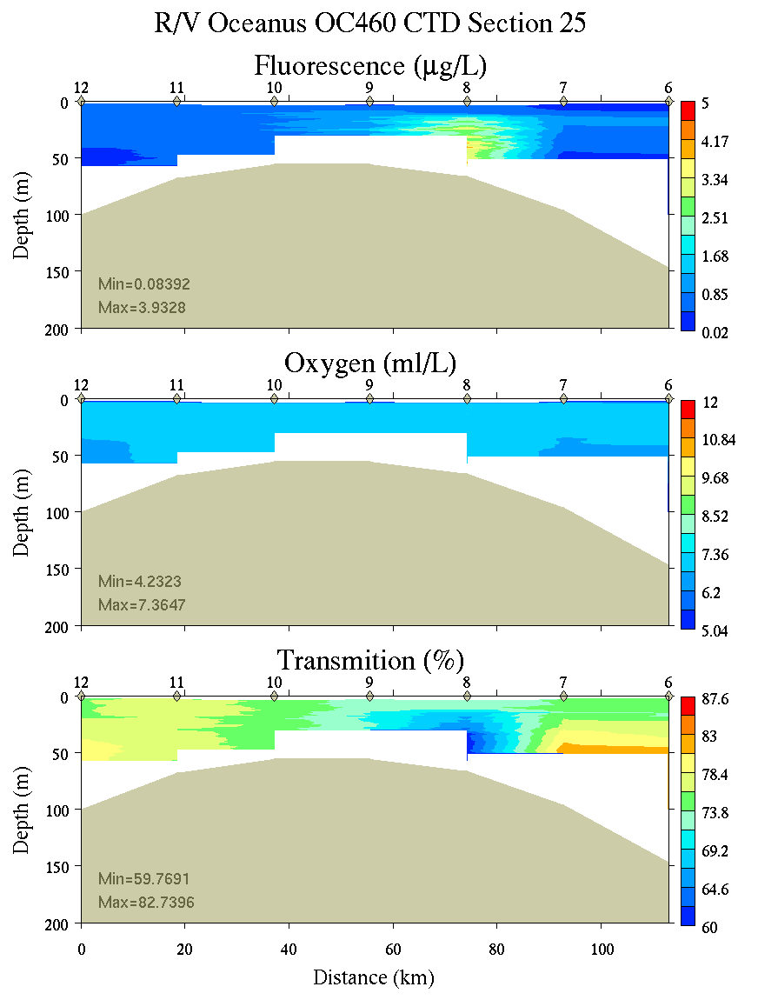 R/V Oceanus OC460 CTD Section 25
Fluorescence (μg/L)
12 11 10 9 8 7 6
0
50
100
150
200
Depth (m)
Min=0.08392
Max=3.9328
5
4.17
3.34
2.51
1.68
0.85
0.02
Oxygen (ml/L)
12 11 10 9 8 7 6
0
50
100
150
200
Depth (m)
Min=4.2323
Max=7.3647
12
10.84
9.68
8.52
7.36
6.2
5.04
Transmition (%)
12 11 10 9 8 7 6
0
50
100
150
200
Depth (m)
Min=59.7691
Max=82.7396
87.6
83
78.4
73.8
69.2
64.6
60
0 20 40 60 80 100
Distance (km)